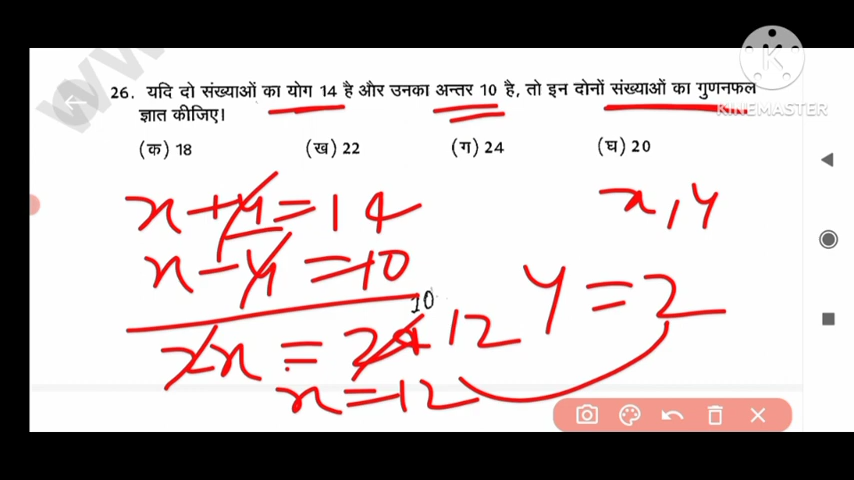 WW
KINEMASTER
26. यदि दो संख्याओं का योग 14 है और उनका अन्तर 10 है, तो इन दोनों संख्याओं का गुणनफल
ज्ञात कीजिए।
(क) 18 (ख) 22 (ग) 24 (घ) 20
x + y = 14
x, y
x - y = 10
10
y = 2
2x = 24 12
x = 12